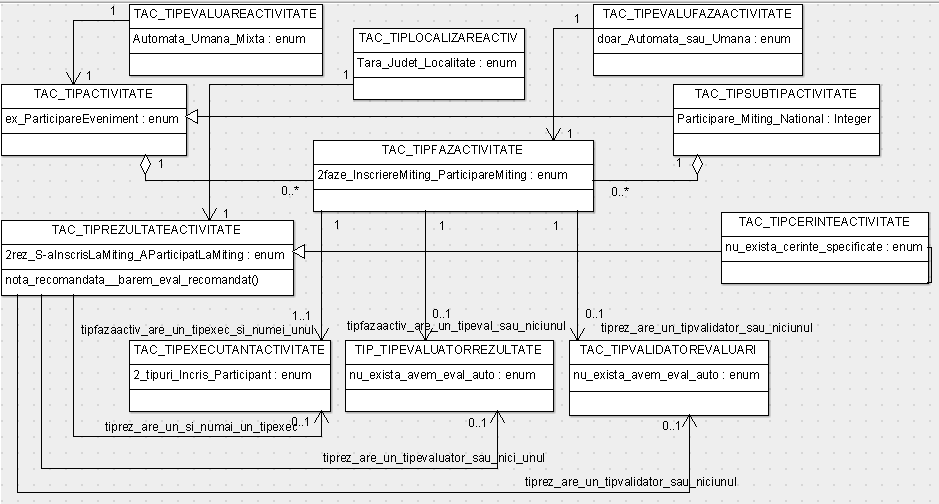 1
TAC_TIPEVALUAREACTIVITATE
Automata_Umana_Mixta : enum
TAC_TIPLOCALIZAREACTIV
Tara_Judet_Localitate : enum
1
TAC_TIPEVALUFAZAACTIVITATE
doar_Automata_sau_Umana : enum
1
1
TAC_TIPACTIVITATE
ex_ParticipareEveniment : enum
TAC_TIPSUBTIPACTIVITATE
Participare_Miting_National : Integer
1
1
1
TAC_TIPFAZACTIVITATE
2faze_InscriereMiting_ParticipareMiting : enum
0..*
0..*
1
1
1
1
TAC_TIPREZULTATEACTIVITATE
2rez_S-aInscrisLaMiting_AParticipatLaMiting : enum
nota_recomandata__barem_eval_recomandat()
TAC_TIPCERINTEACTIVITATE
nu_exista_cerinte_specificate : enum
1..1
0..1
0..1
tipfazaactiv_are_un_tipexec_si_numei_unul
tipfazaactiv_are_un_tipeval_sau_niciunul
tiprez_are_un_tipvalidator_sau_niciunul
TAC_TIPEXECUTANTACTIVITATE
2_tipuri_Incris_Participant : enum
TIP_TIPEVALUATORREZULTATE
nu_exista_avem_eval_auto : enum
TAC_TIPVALIDATOREVALUARI
nu_exista_avem_eval_auto : enum
0..1
0..1
0..1
tiprez_are_un_si_numai_un_tipexec
tiprez_are_un_tipevaluator_sau_nici_unul
tiprez_are_un_tipvalidator_sau_niciunul